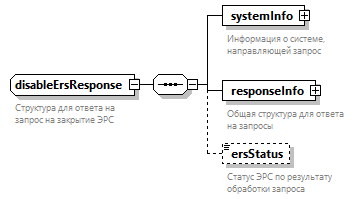 systemInfo
Информация о системе,
направляющей запрос
disableErsResponse
Структура для ответа на
запрос на закрытие ЭРС
responseInfo
Общая структура для ответа
на запросы
ersStatus
Статус ЭРС по результату
обработки запроса